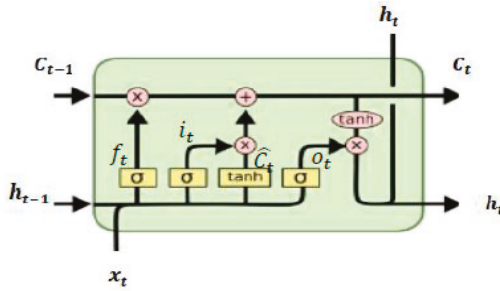 h_t
C_{t-1}
C_t
×
+
tanh
f_t
i_t
×
Ĉ_t
o_t
×
σ
σ
tanh
σ
h_{t-1}
h_t
x_t